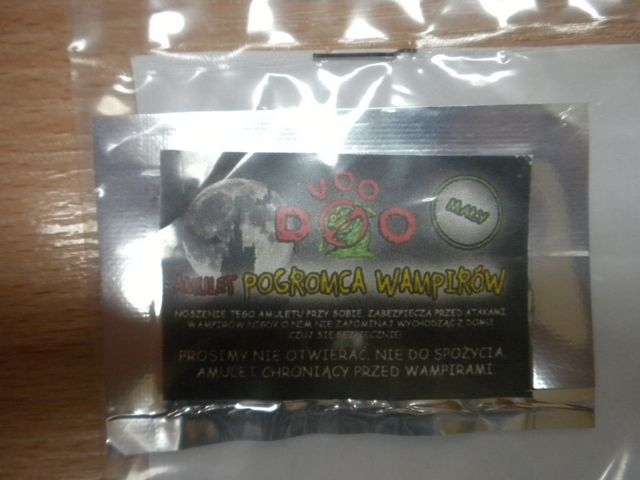 VOO
DOO
MAŁY
AMULET POGROMCA WAMPIRÓW
NOSZENIE TEGO AMULETU PRZY SOBIE ZABEZPIECZA PRZED ATAKAMI
WAMPIRÓW NIGDY O NIM NIE ZAPOMINAJ WYCHODZĄC Z DOMU
CZUJ SIĘ BEZPIECZNIE!
PROSIMY NIE OTWIERAĆ, NIE DO SPOŻYCIA.
AMULET CHRONIĄCY PRZED WAMPIRAMI.